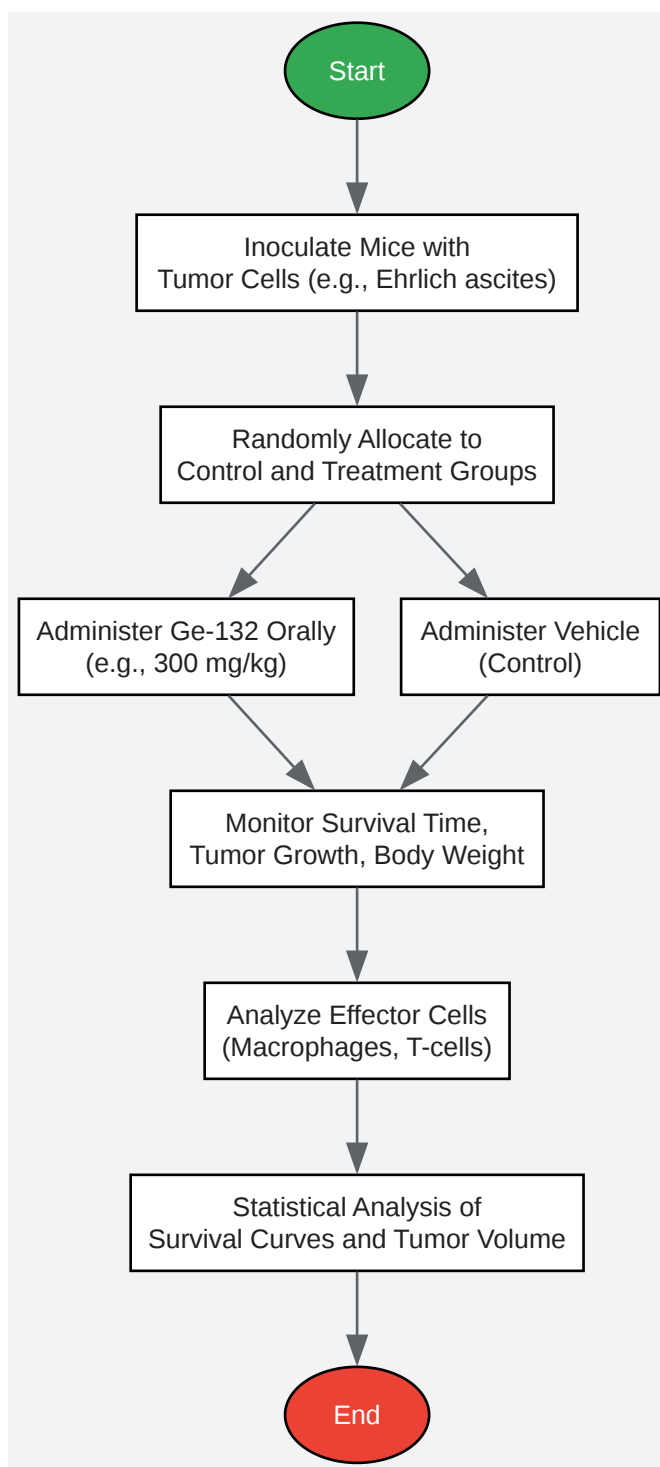 Start
Inoculate Mice with
Tumor Cells (e.g., Ehrlich ascites)
Randomly Allocate to
Control and Treatment Groups
Administer Ge-132 Orally
(e.g., 300 mg/kg)
Administer Vehicle
(Control)
Monitor Survival Time,
Tumor Growth, Body Weight
Analyze Effector Cells
(Macrophages, T-cells)
Statistical Analysis of
Survival Curves and Tumor Volume
End